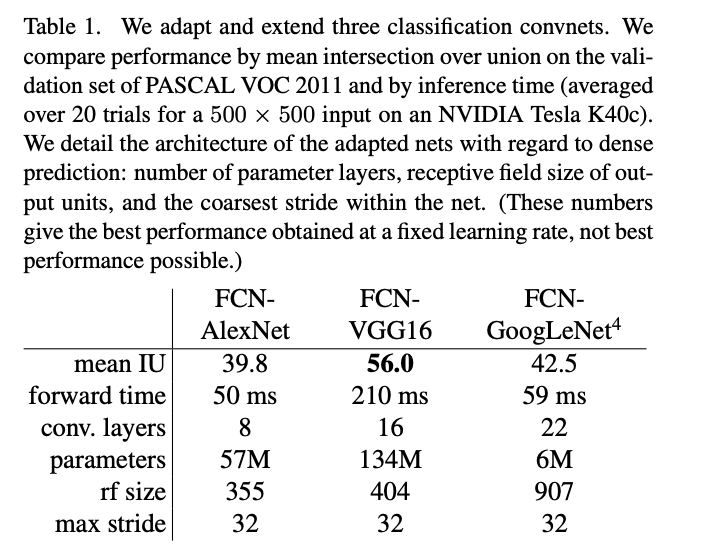 Table 1. We adapt and extend three classification convnets. We
compare performance by mean intersection over union on the vali-
dation set of PASCAL VOC 2011 and by inference time (averaged
over 20 trials for a 500 × 500 input on an NVIDIA Tesla K40c).
We detail the architecture of the adapted nets with regard to dense
prediction: number of parameter layers, receptive field size of out-
put units, and the coarsest stride within the net. (These numbers
give the best performance obtained at a fixed learning rate, not best
performance possible.)
FCN- FCN- FCN-
AlexNet VGG16 GoogLeNet⁴
mean IU 39.8 56.0 42.5
forward time 50 ms 210 ms 59 ms
conv. layers 8 16 22
parameters 57M 134M 6M
rf size 355 404 907
max stride 32 32 32